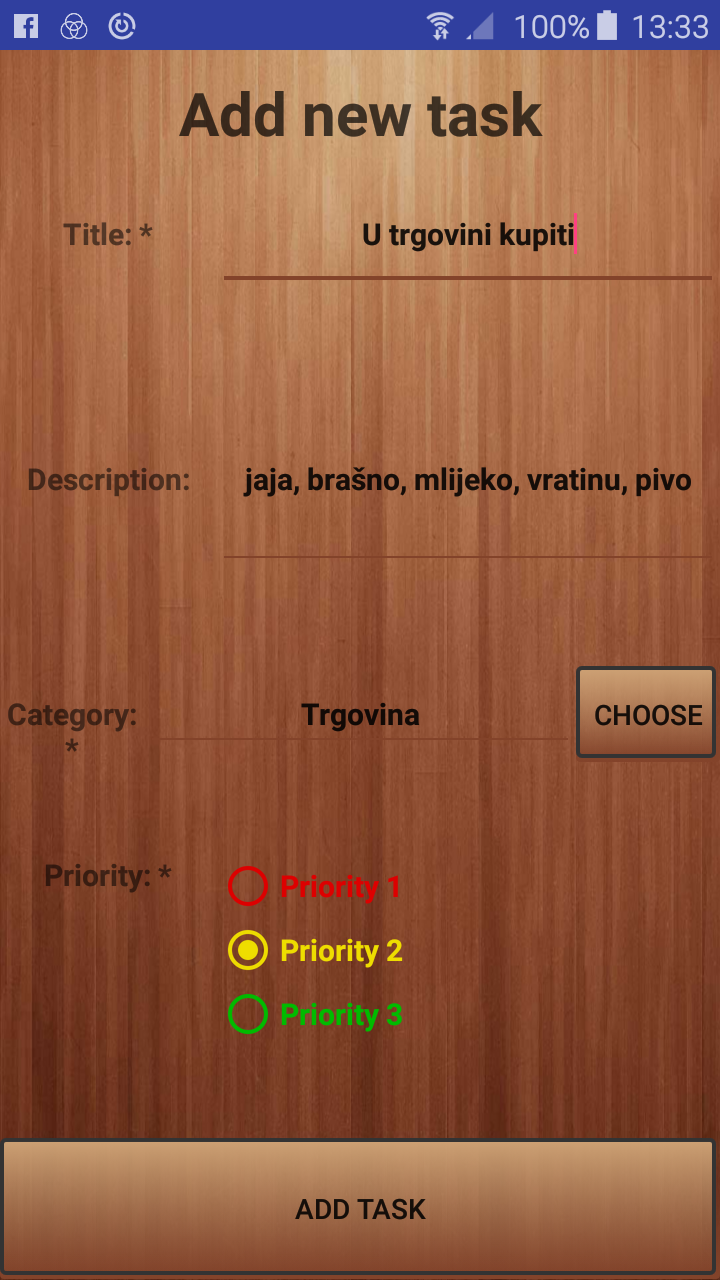 100% 13:33
Add new task
Title: * U trgovini kupiti
Description: jaja, brašno, mlijeko, vratinu, pivo
Category: * Trgovina CHOOSE
Priority: * Priority 1
Priority 2
Priority 3
ADD TASK